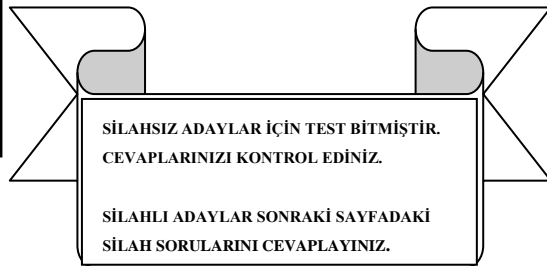 SİLAHSIZ ADAYLAR İÇİN TEST BİTMİŞTİR.
CEVAPLARINIZI KONTROL EDİNİZ.
SİLAHLI ADAYLAR SONRAKİ SAYFADAKİ
SİLAH SORULARINI CEVAPLAYINIZ.